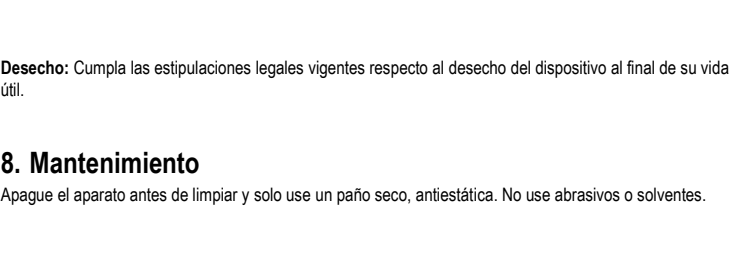 Desecho: Cumpla las estipulaciones legales vigentes respecto al desecho del dispositivo al final de su vida
útil.
8. Mantenimiento
Apague el aparato antes de limpiar y solo use un paño seco, antiestática. No use abrasivos o solventes.